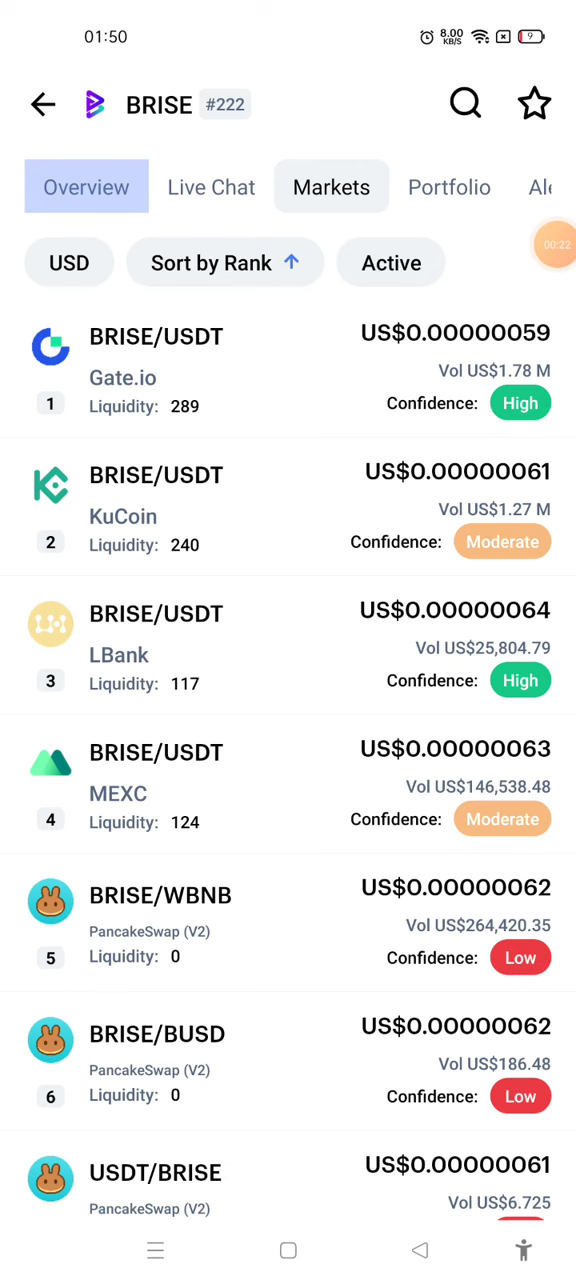 01:50
8.00
KB/S
9
BRISE #222
Overview Live Chat Markets Portfolio Ale
USD Sort by Rank ↑ Active
00:22
BRISE/USDT US$0.00000059
Gate.io Vol US$1.78 M
1 Liquidity: 289 Confidence: High
BRISE/USDT US$0.00000061
KuCoin Vol US$1.27 M
2 Liquidity: 240 Confidence: Moderate
BRISE/USDT US$0.00000064
LBank Vol US$25,804.79
3 Liquidity: 117 Confidence: High
BRISE/USDT US$0.00000063
MEXC Vol US$146,538.48
4 Liquidity: 124 Confidence: Moderate
BRISE/WBNB US$0.00000062
PancakeSwap (V2) Vol US$264,420.35
5 Liquidity: 0 Confidence: Low
BRISE/BUSD US$0.00000062
PancakeSwap (V2) Vol US$186.48
6 Liquidity: 0 Confidence: Low
USDT/BRISE US$0.00000061
PancakeSwap (V2) Vol US$6.725